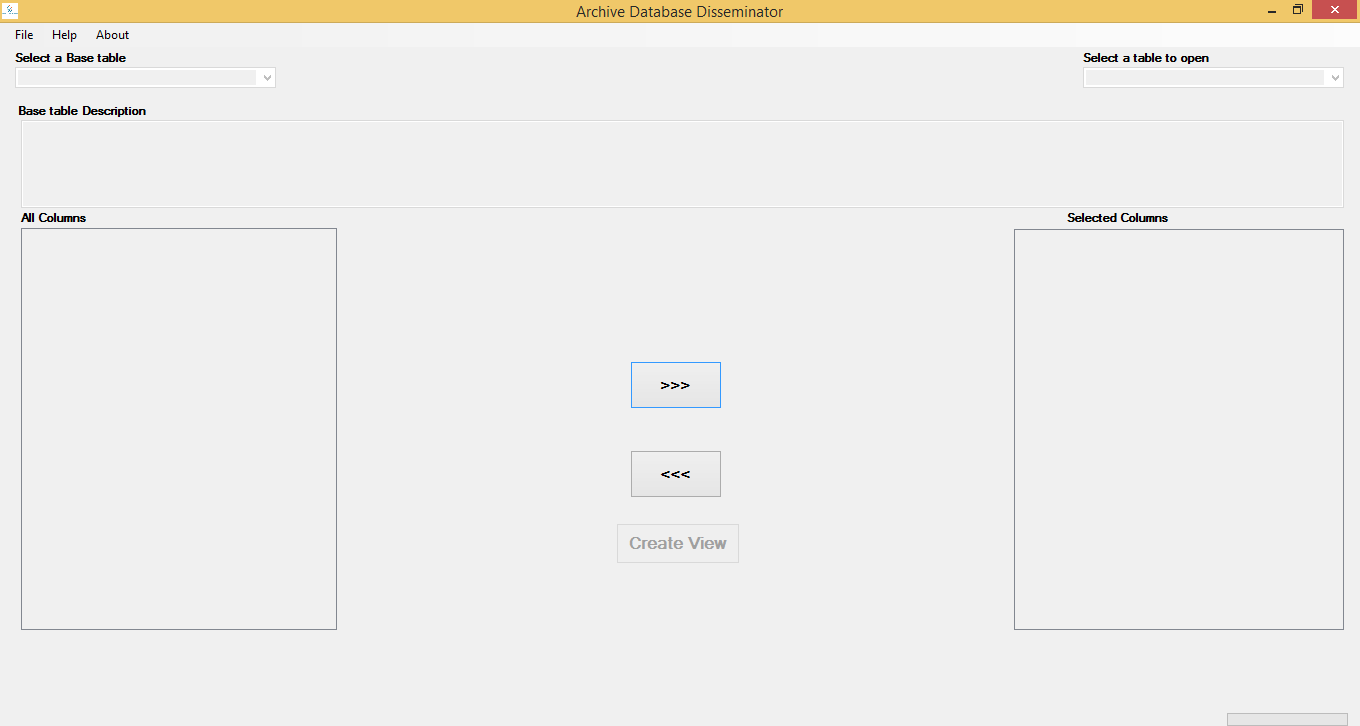 Archive Database Disseminator
File Help About
Select a Base table
Select a table to open
Base table Description
All Columns
Selected Columns
>>>
<<<
Create View